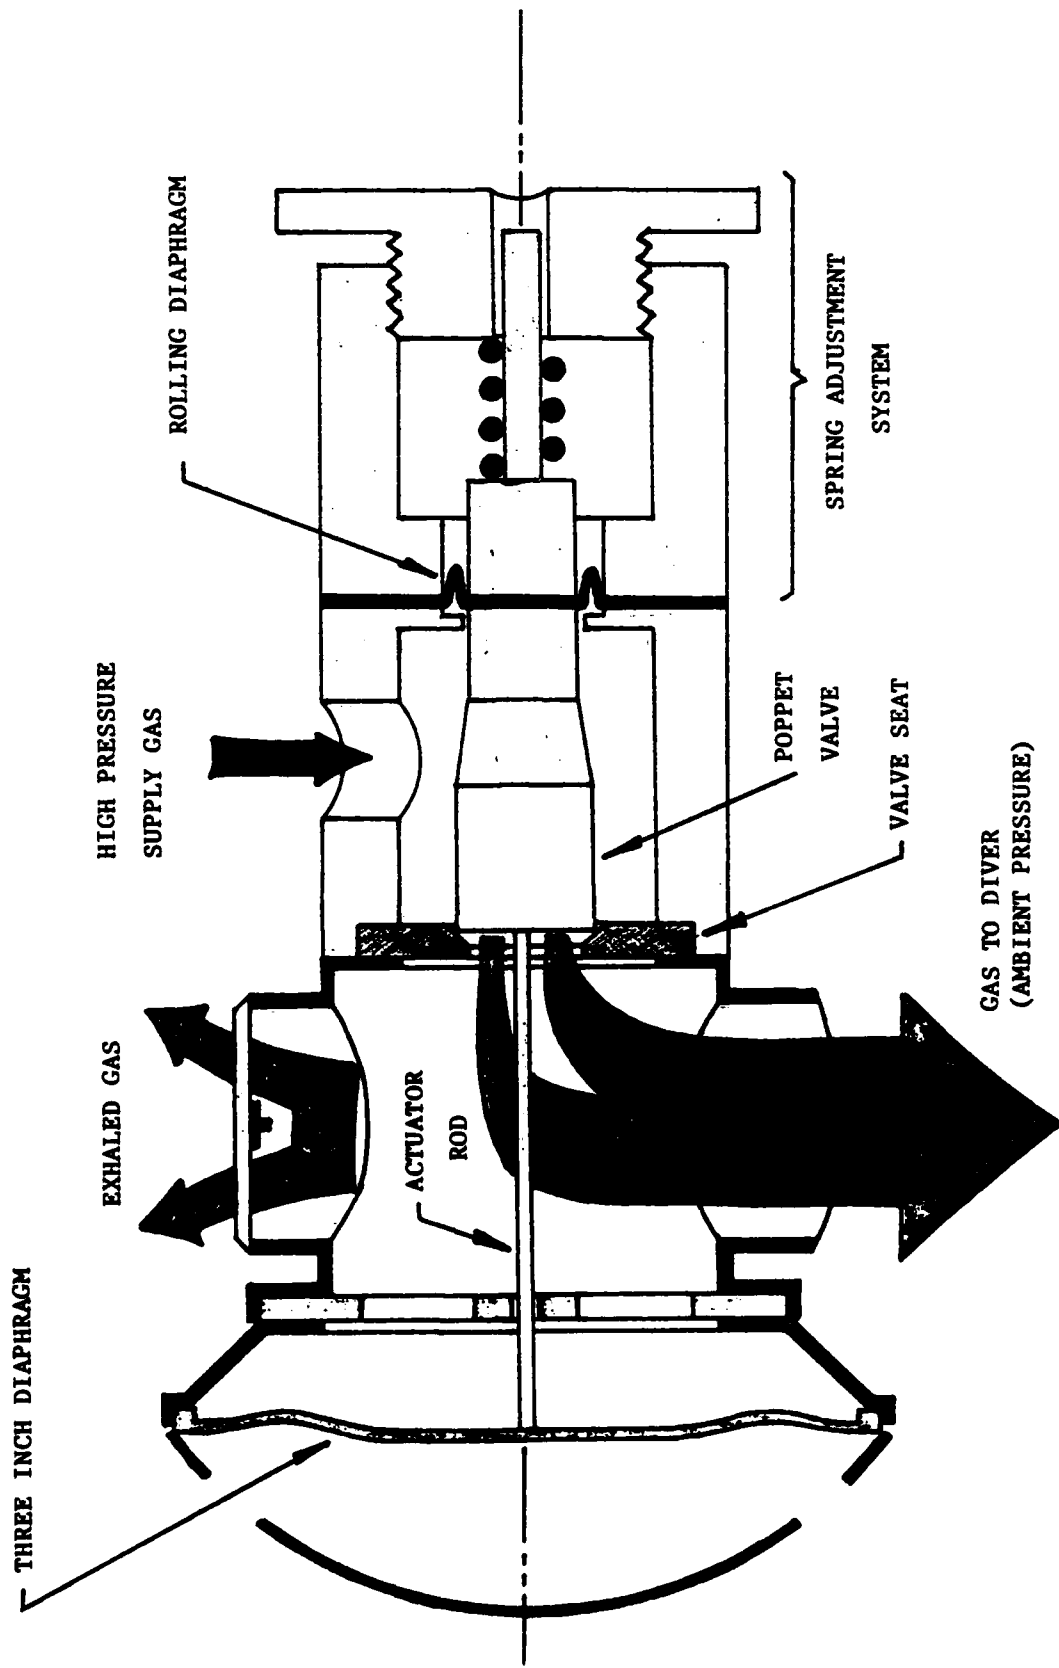 THREE INCH DIAPHRAGM
EXHALED GAS
HIGH PRESSURE
SUPPLY GAS
ROLLING DIAPHRAGM
ACTUATOR
ROD
POPPET
VALVE
VALVE SEAT
SPRING ADJUSTMENT
SYSTEM
GAS TO DIVER
(AMBIENT PRESSURE)